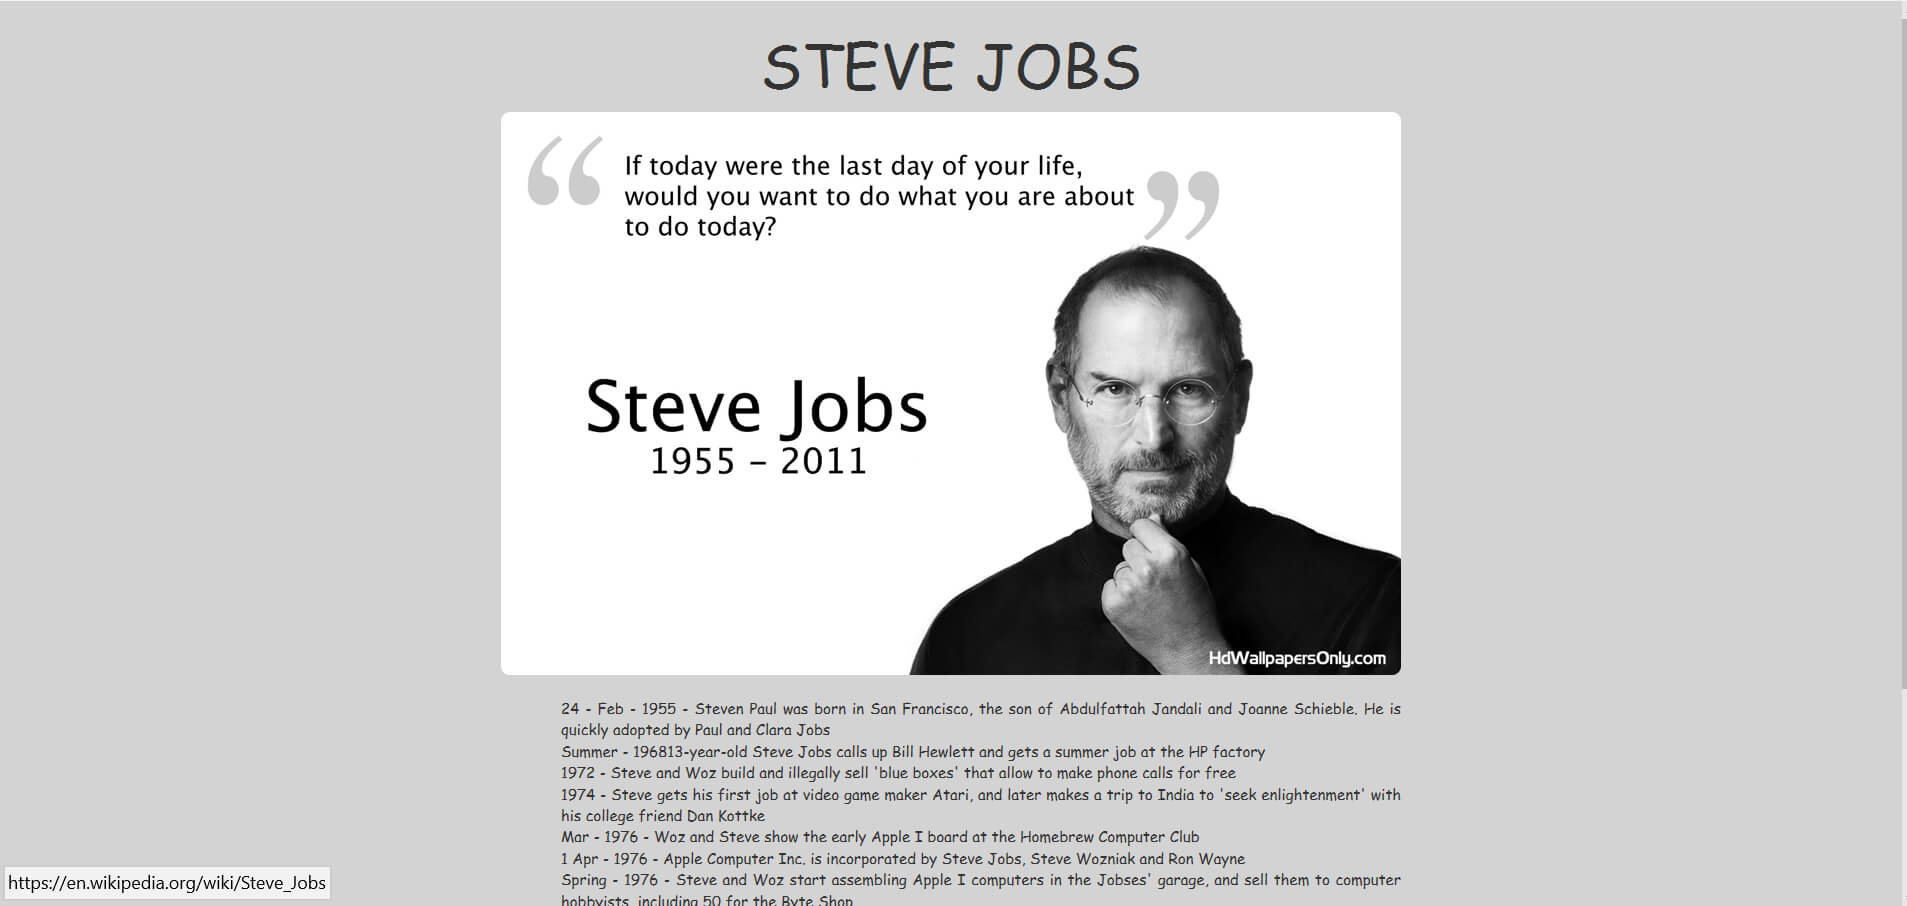 STEVE JOBS
“ If today were the last day of your life,
would you want to do what you are about ”
to do today?
Steve Jobs
1955 - 2011
HdWallpapersOnly.com
24 - Feb - 1955 - Steven Paul was born in San Francisco, the son of Abdulfattah Jandali and Joanne Schieble. He is
quickly adopted by Paul and Clara Jobs
Summer - 196813-year-old Steve Jobs calls up Bill Hewlett and gets a summer job at the HP factory
1972 - Steve and Woz build and illegally sell 'blue boxes' that allow to make phone calls for free
1974 - Steve gets his first job at video game maker Atari, and later makes a trip to India to 'seek enlightenment' with
his college friend Dan Kottke
Mar - 1976 - Woz and Steve show the early Apple I board at the Homebrew Computer Club
1 Apr - 1976 - Apple Computer Inc. is incorporated by Steve Jobs, Steve Wozniak and Ron Wayne
Spring - 1976 - Steve and Woz start assembling Apple I computers in the Jobses' garage, and sell them to computer
hobbyists, including 50 for the Byte Shop
https://en.wikipedia.org/wiki/Steve_Jobs